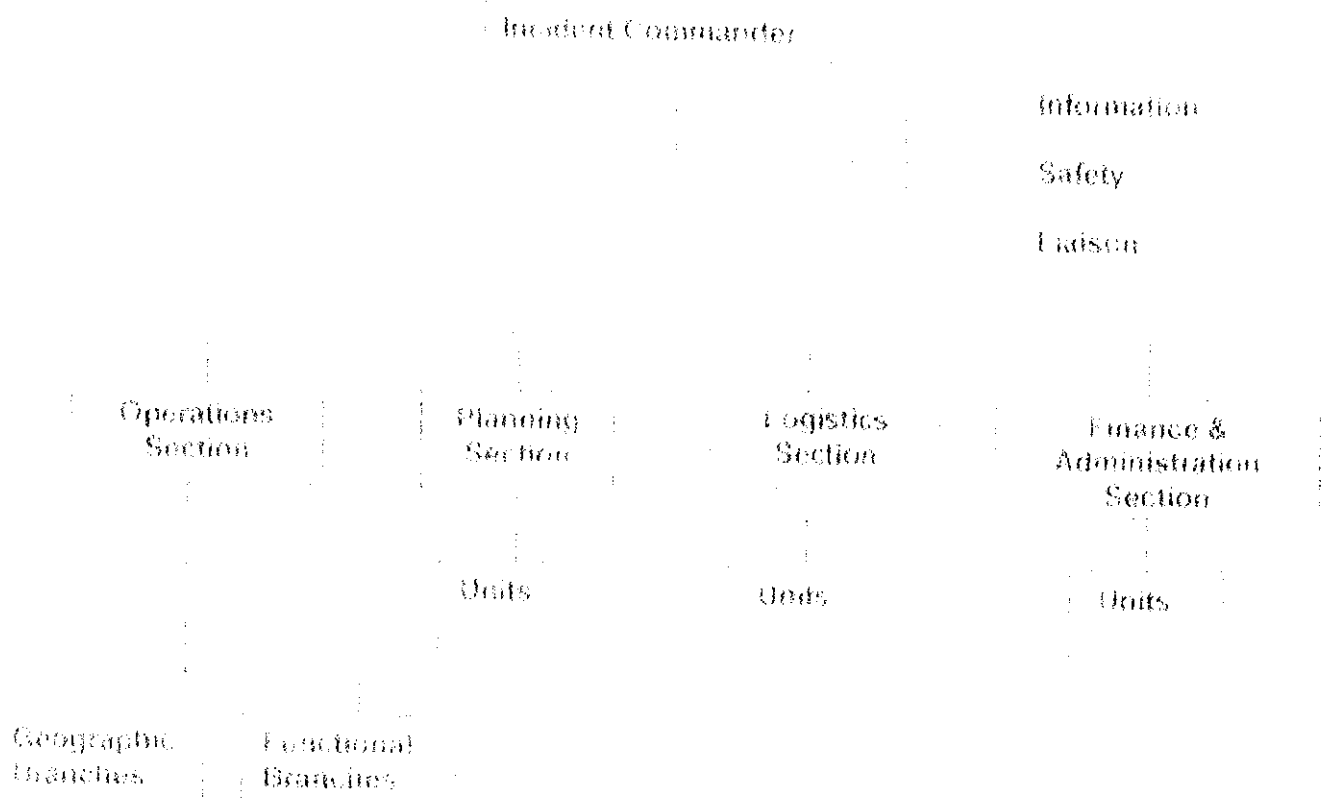 Incident Commander
Information
Safety
Liaison
Operations
Section
Planning
Section
Logistics
Section
Finance &
Administration
Section
Units
Units
Units
Geographic
Branches
Functional
Branches